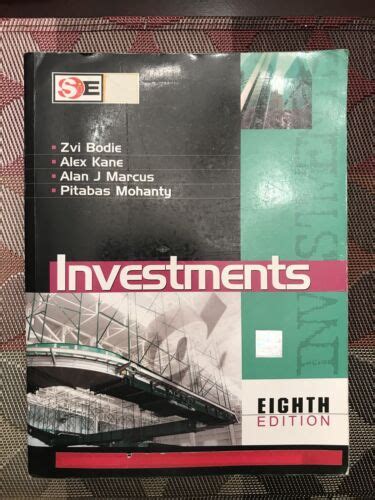 SE
Zvi Bodie
Alex Kane
Alan J Marcus
Pitabas Mohanty
Investments
EIGHTH
EDITION